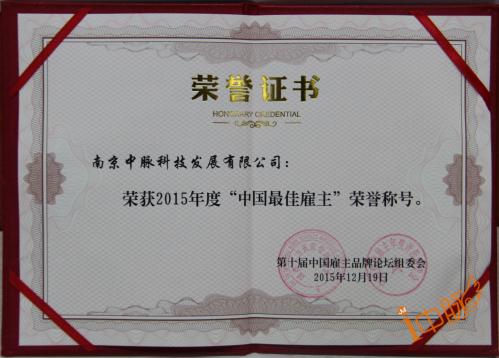 荣誉证书
HONORARY CREDENTIAL
南京中脉科技发展有限公司：
荣获2015年度“中国最佳雇主”荣誉称号。
第十届中国雇主品牌论坛组委会
2015年12月19日
i中脉